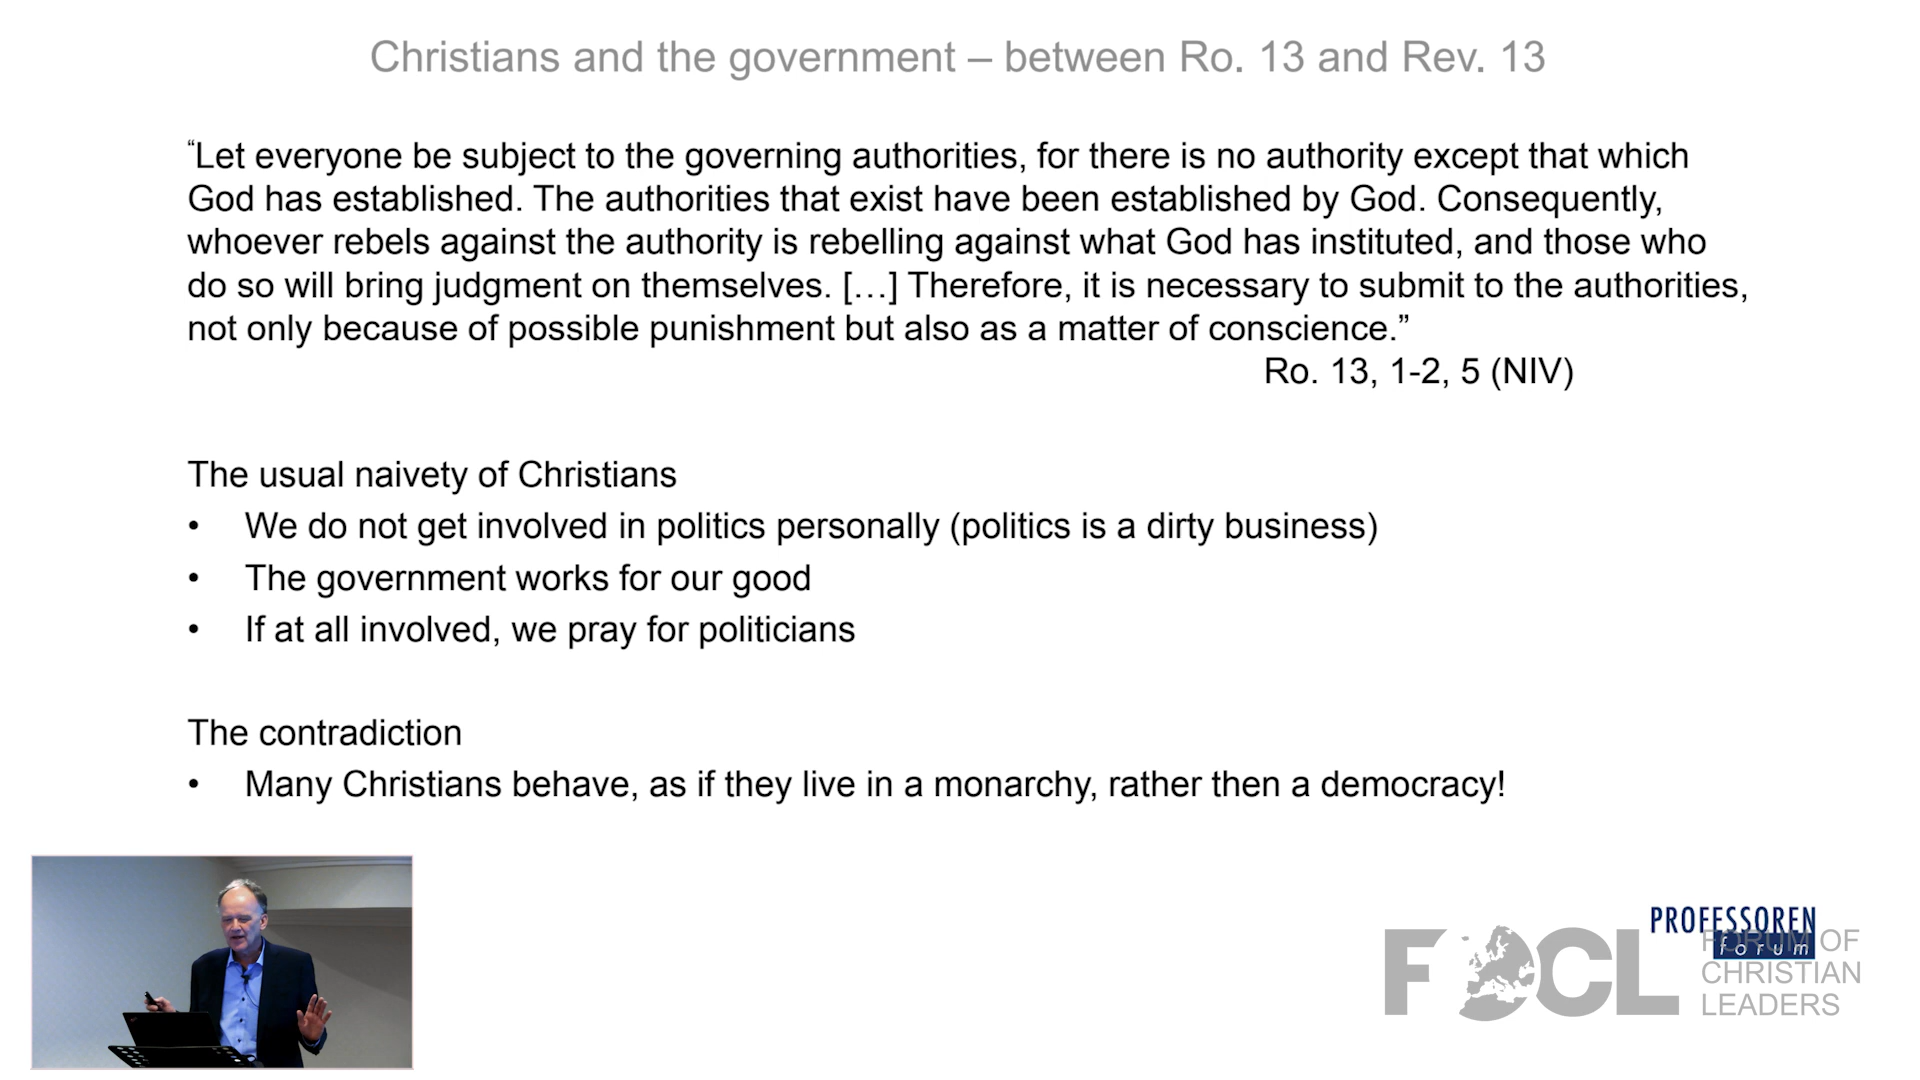 Christians and the government – between Ro. 13 and Rev. 13
“Let everyone be subject to the governing authorities, for there is no authority except that which
God has established. The authorities that exist have been established by God. Consequently,
whoever rebels against the authority is rebelling against what God has instituted, and those who
do so will bring judgment on themselves. […] Therefore, it is necessary to submit to the authorities,
not only because of possible punishment but also as a matter of conscience.”
Ro. 13, 1-2, 5 (NIV)
The usual naivety of Christians
• We do not get involved in politics personally (politics is a dirty business)
• The government works for our good
• If at all involved, we pray for politicians
The contradiction
• Many Christians behave, as if they live in a monarchy, rather then a democracy!
PROFESSOREN
forum
FOCL
FORUM OF
CHRISTIAN
LEADERS